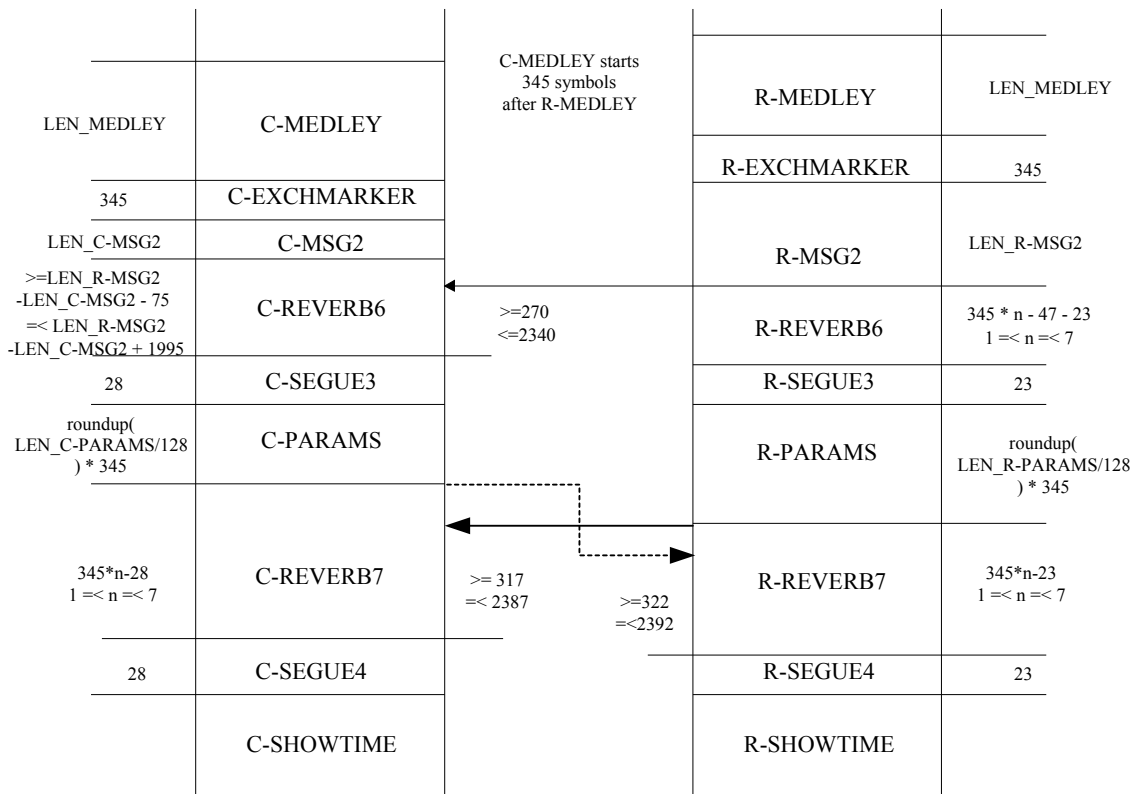 C-MEDLEY starts
345 symbols
after R-MEDLEY
LEN_MEDLEY
C-MEDLEY
R-MEDLEY
LEN_MEDLEY
345
C-EXCHMARKER
R-EXCHMARKER
345
LEN_C-MSG2
C-MSG2
R-MSG2
LEN_R-MSG2
>=LEN_R-MSG2
-LEN_C-MSG2 - 75
=< LEN_R-MSG2
-LEN_C-MSG2 + 1995
C-REVERB6
>=270
<=2340
R-REVERB6
345 * n - 47 - 23
1 =< n =< 7
28
C-SEGUE3
R-SEGUE3
23
roundup(
LEN_C-PARAMS/128
) * 345
C-PARAMS
R-PARAMS
roundup(
LEN_R-PARAMS/128
) * 345
345*n-28
1 =< n =< 7
C-REVERB7
>= 317
=< 2387
>=322
=<2392
R-REVERB7
345*n-23
1 =< n =< 7
28
C-SEGUE4
R-SEGUE4
23
C-SHOWTIME
R-SHOWTIME